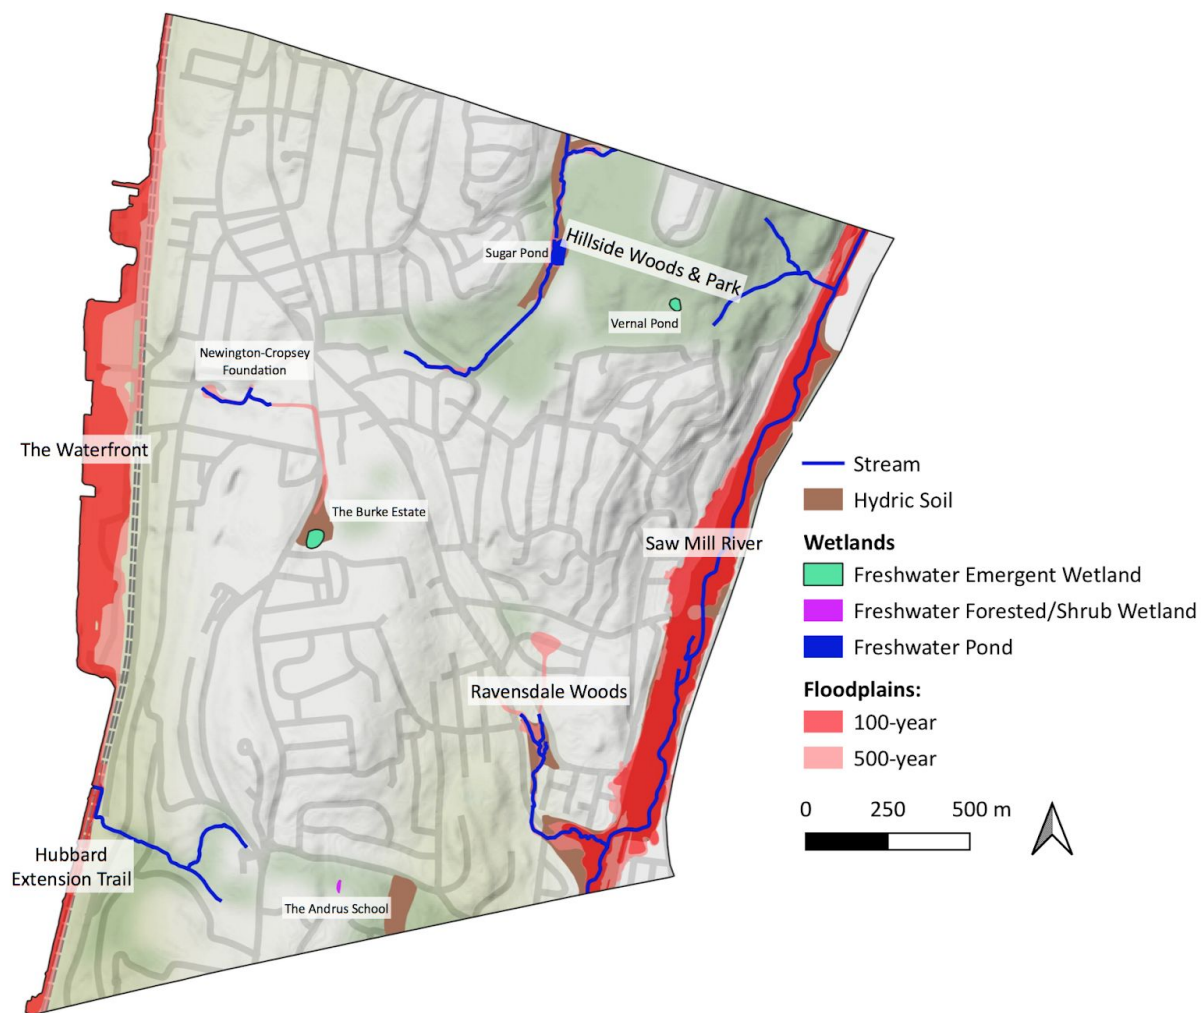 Sugar Pond
Hillside Woods & Park
Vernal Pond
Newington-Cropsey
Foundation
The Waterfront
The Burke Estate
Saw Mill River
Ravensdale Woods
Hubbard
Extension Trail
The Andrus School
Stream
Hydric Soil
Wetlands
Freshwater Emergent Wetland
Freshwater Forested/Shrub Wetland
Freshwater Pond
Floodplains:
100-year
500-year
0 250 500 m